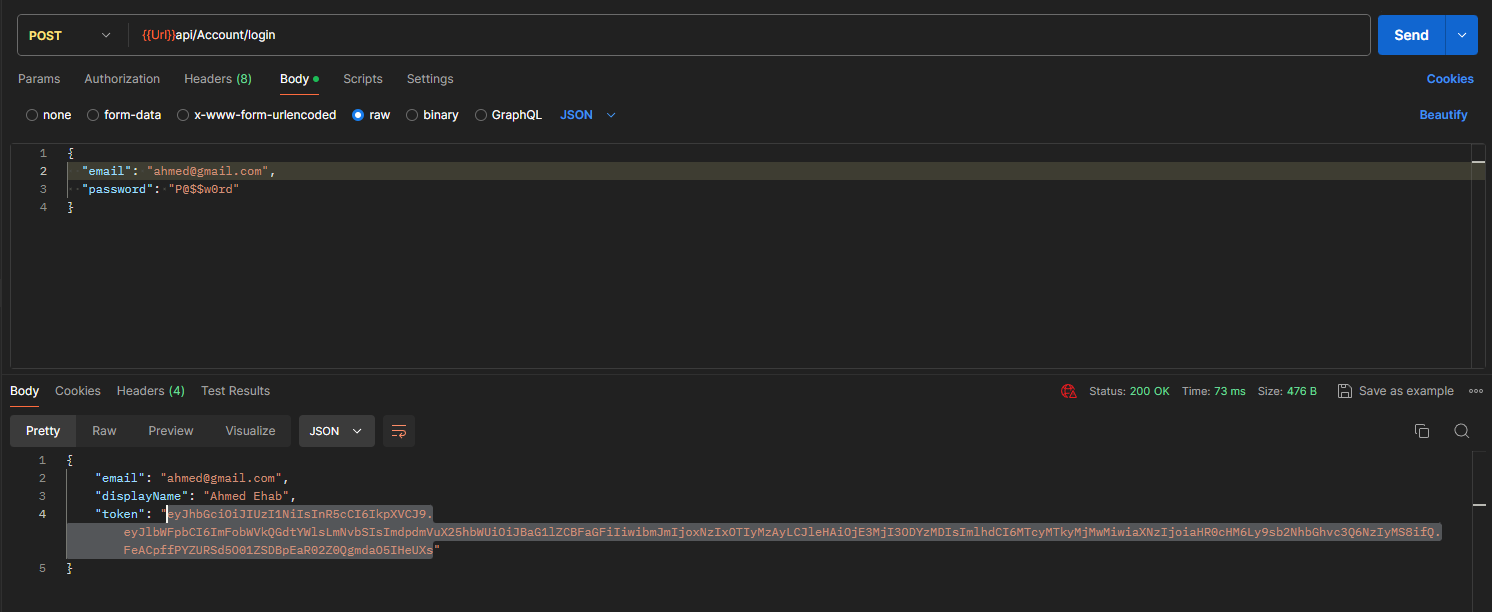 POST {{Url}}api/Account/login Send
Params Authorization Headers (8) Body Scripts Settings Cookies
none form-data x-www-form-urlencoded raw binary GraphQL JSON Beautify
1 {
2 "email": "ahmed@gmail.com",
3 "password": "P@$$w0rd"
4 }
Body Cookies Headers (4) Test Results Status: 200 OK Time: 73 ms Size: 476 B Save as example
Pretty Raw Preview Visualize JSON
1 {
2 "email": "ahmed@gmail.com",
3 "displayName": "Ahmed Ehab",
4 "token": "eyJhbGciOiJIUzI1NiIsInR5cCI6IkpXVCJ9.
eyJlbWFpbCI6ImFobWVkQGdtYWlsLmNvbSIsImdpdmVuX25hbWUiOiJBaG1lZCBFaGFiIiwibmJmIjoxNzIxOTIyMzAyLCJleHAiOjE3MjI3ODYzMDIsImlhdCI6MTcyMTkyMjMwMiwiaXNzIjoiaHR0cHM6Ly9sb2NhbGhvc3Q6NzIyMS8ifQ.
FeACpffPYZURSd5O01ZSDBpEaR02Z0QgmdaO5IHeUXs"
5 }